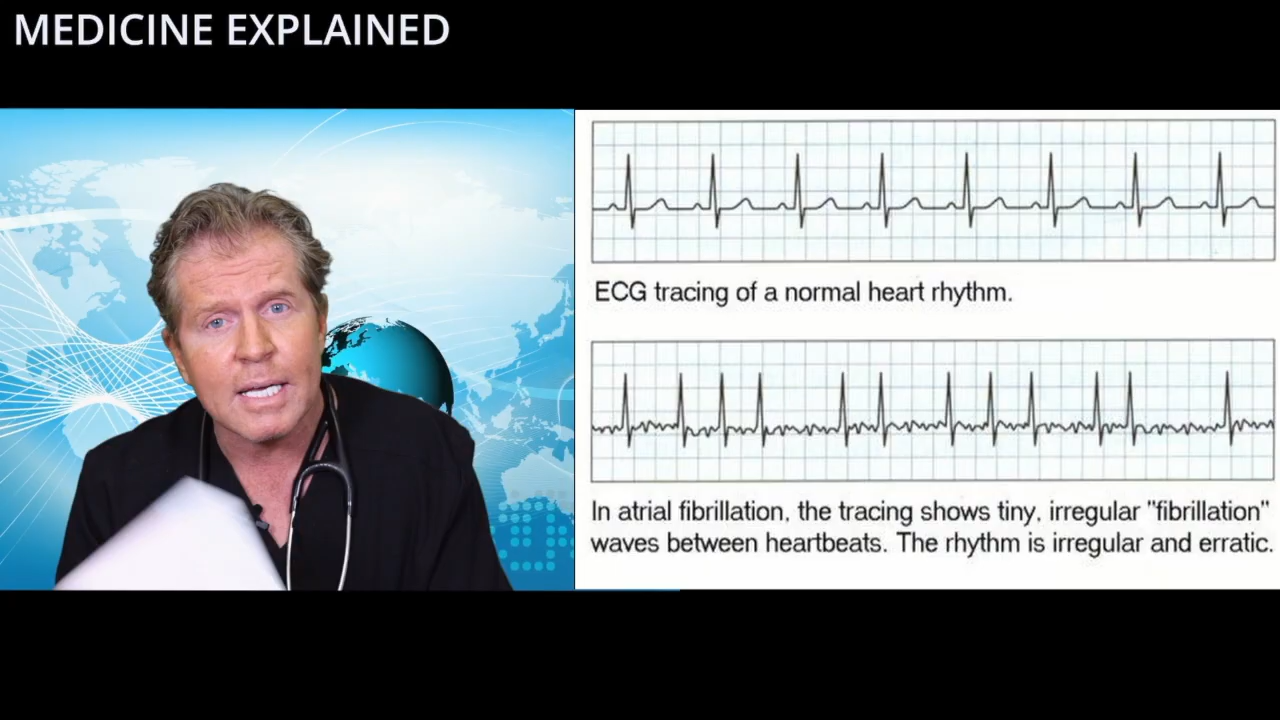 MEDICINE EXPLAINED
ECG tracing of a normal heart rhythm.
In atrial fibrillation, the tracing shows tiny, irregular "fibrillation"
waves between heartbeats. The rhythm is irregular and erratic.